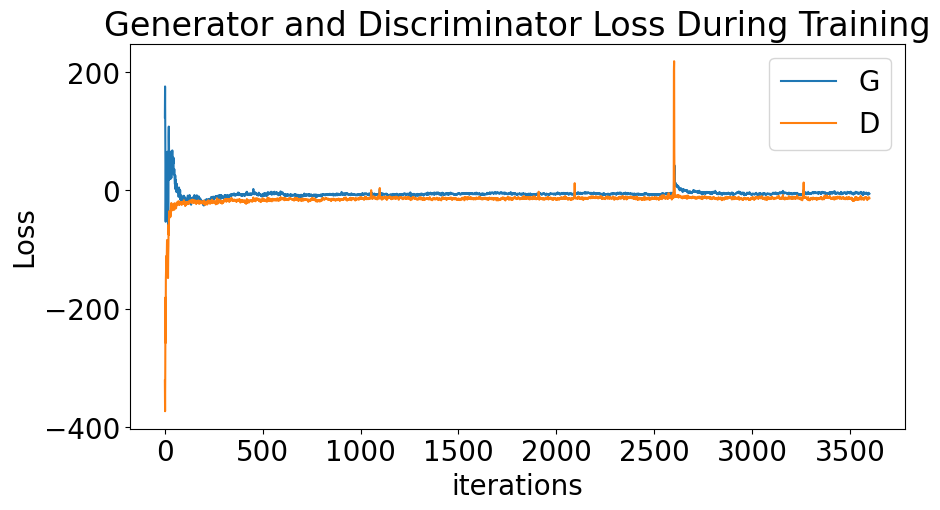 Generator and Discriminator Loss During Training
200
0
−200
−400
Loss
G
D
0 500 1000 1500 2000 2500 3000 3500
iterations